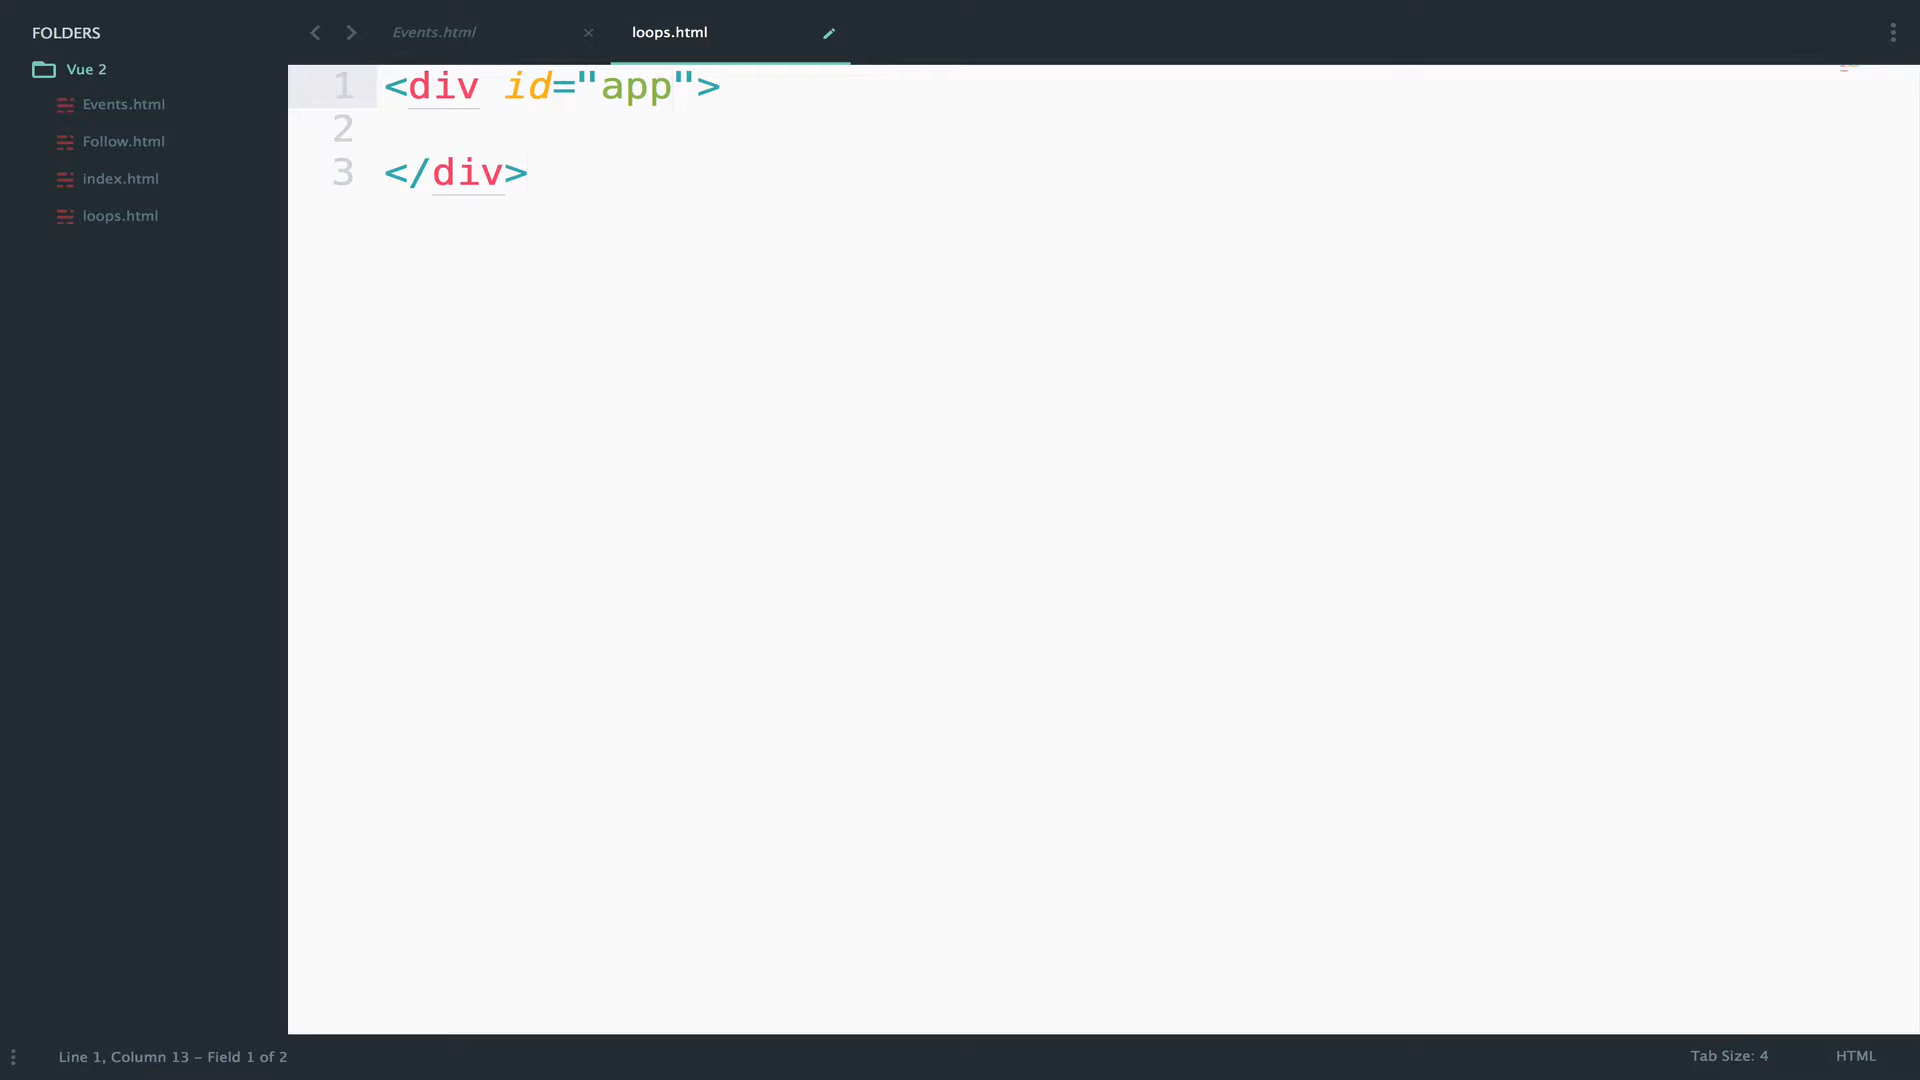 FOLDERS
Vue 2
Events.html
Follow.html
index.html
loops.html
Events.html
loops.html
1 <div id="app">
2
3 </div>
Line 1, Column 13 – Field 1 of 2
Tab Size: 4
HTML